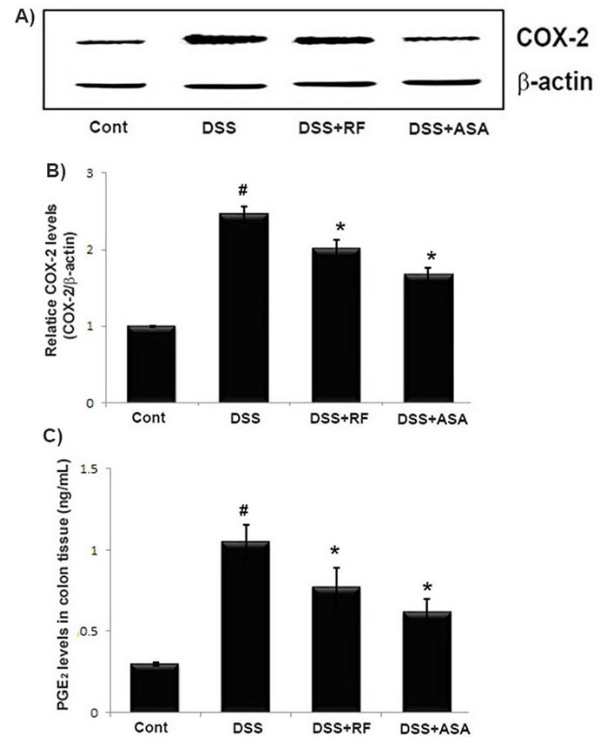 A)
COX-2
β-actin
Cont DSS DSS+RF DSS+ASA
B)
Relatice COX-2 levels
(COX-2/β-actin)
3
2
1
0
#
*
*
Cont DSS DSS+RF DSS+ASA
C)
PGE₂ levels in colon tissue (ng/mL)
1.5
1
0.5
0
#
*
*
Cont DSS DSS+RF DSS+ASA